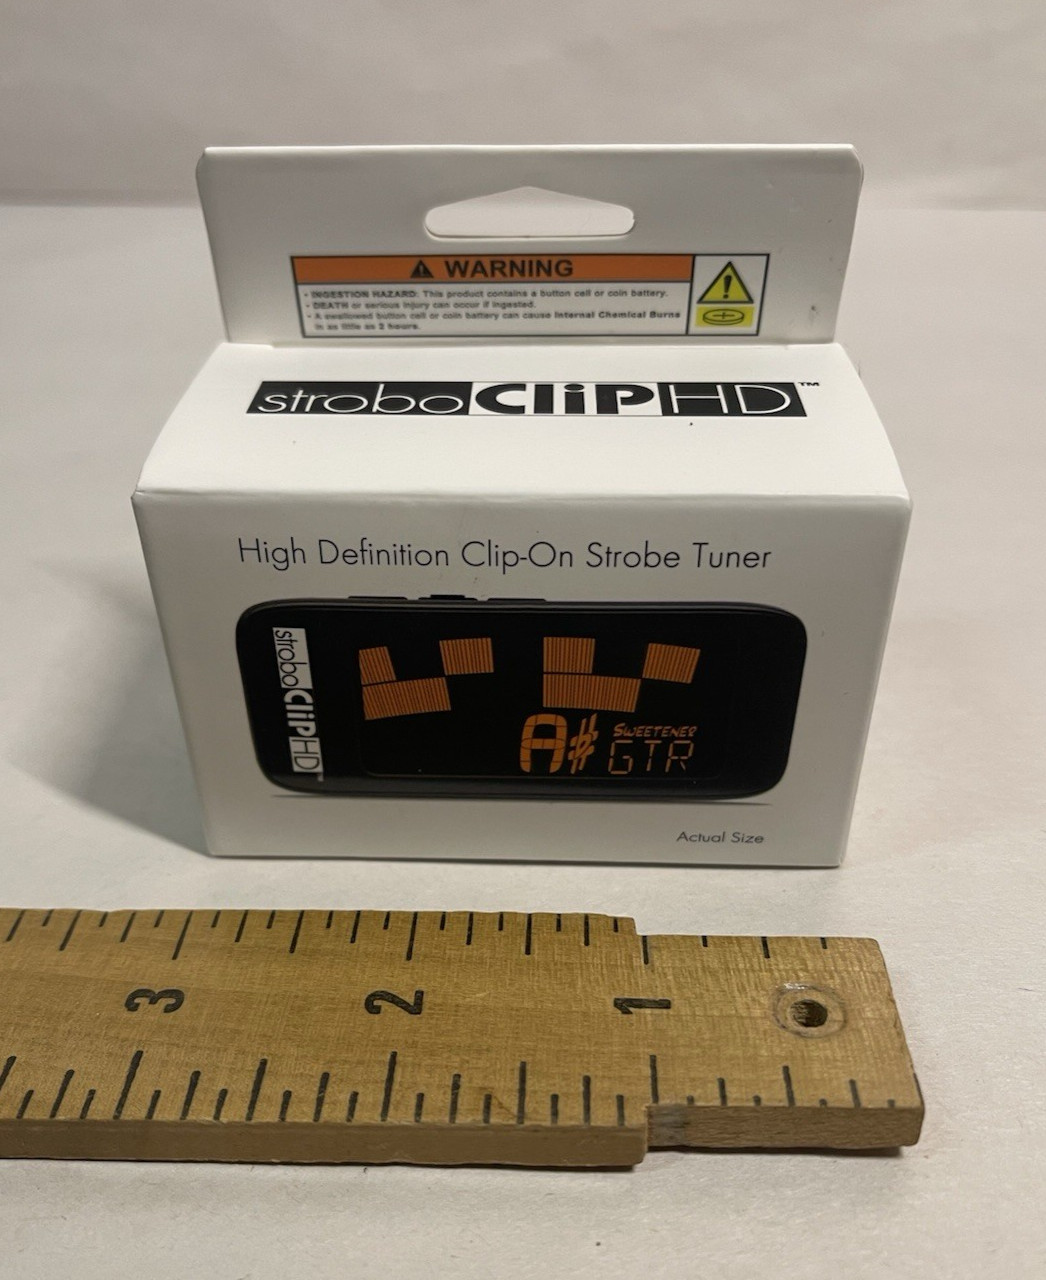 WARNING
• INGESTION HAZARD: This product contains a button cell or coin battery.
• DEATH or serious injury can occur if ingested.
• A swallowed button cell or coin battery can cause Internal Chemical Burns
in as little as 2 hours.
stroboClipHD™
High Definition Clip-On Strobe Tuner
stroboClipHD
A# SWEETENER
GTR
Actual Size
3 2 1